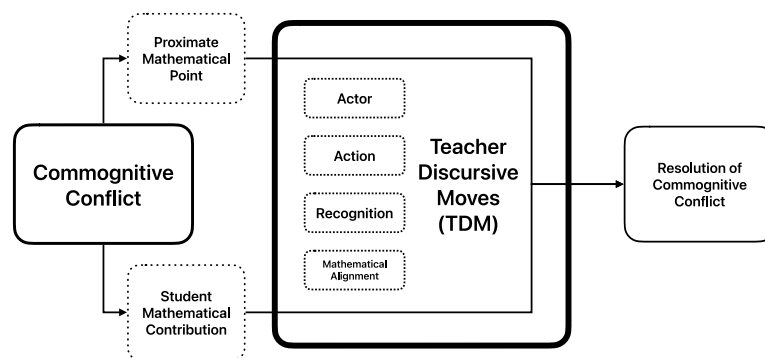 Proximate
Mathematical
Point
Commognitive
Conflict
Student
Mathematical
Contribution
Actor
Action
Recognition
Mathematical
Alignment
Teacher
Discursive
Moves
(TDM)
Resolution of
Commognitive
Conflict